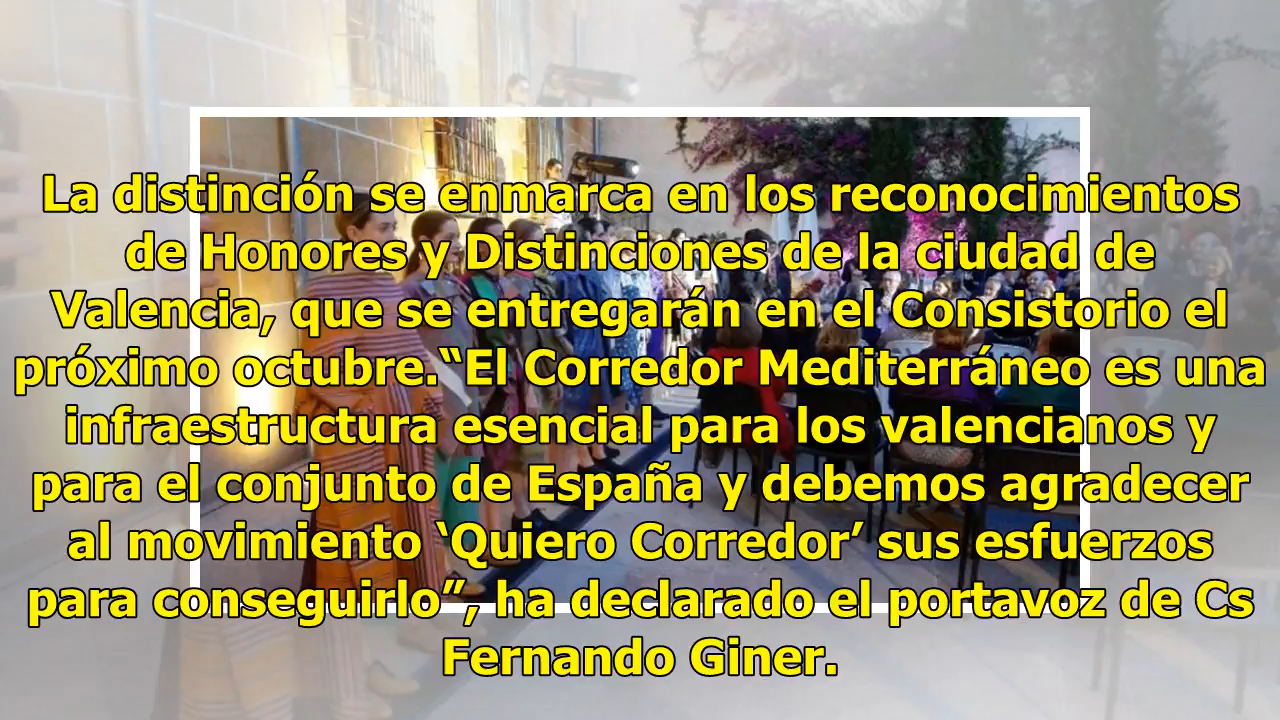 La distinción se enmarca en los reconocimientos
de Honores y Distinciones de la ciudad de
Valencia, que se entregarán en el Consistorio el
próximo octubre. “El Corredor Mediterráneo es una
infraestructura esencial para los valencianos y
para el conjunto de España y debemos agradecer
al movimiento ‘Quiero Corredor’ sus esfuerzos
para conseguirlo”, ha declarado el portavoz de Cs
Fernando Giner.